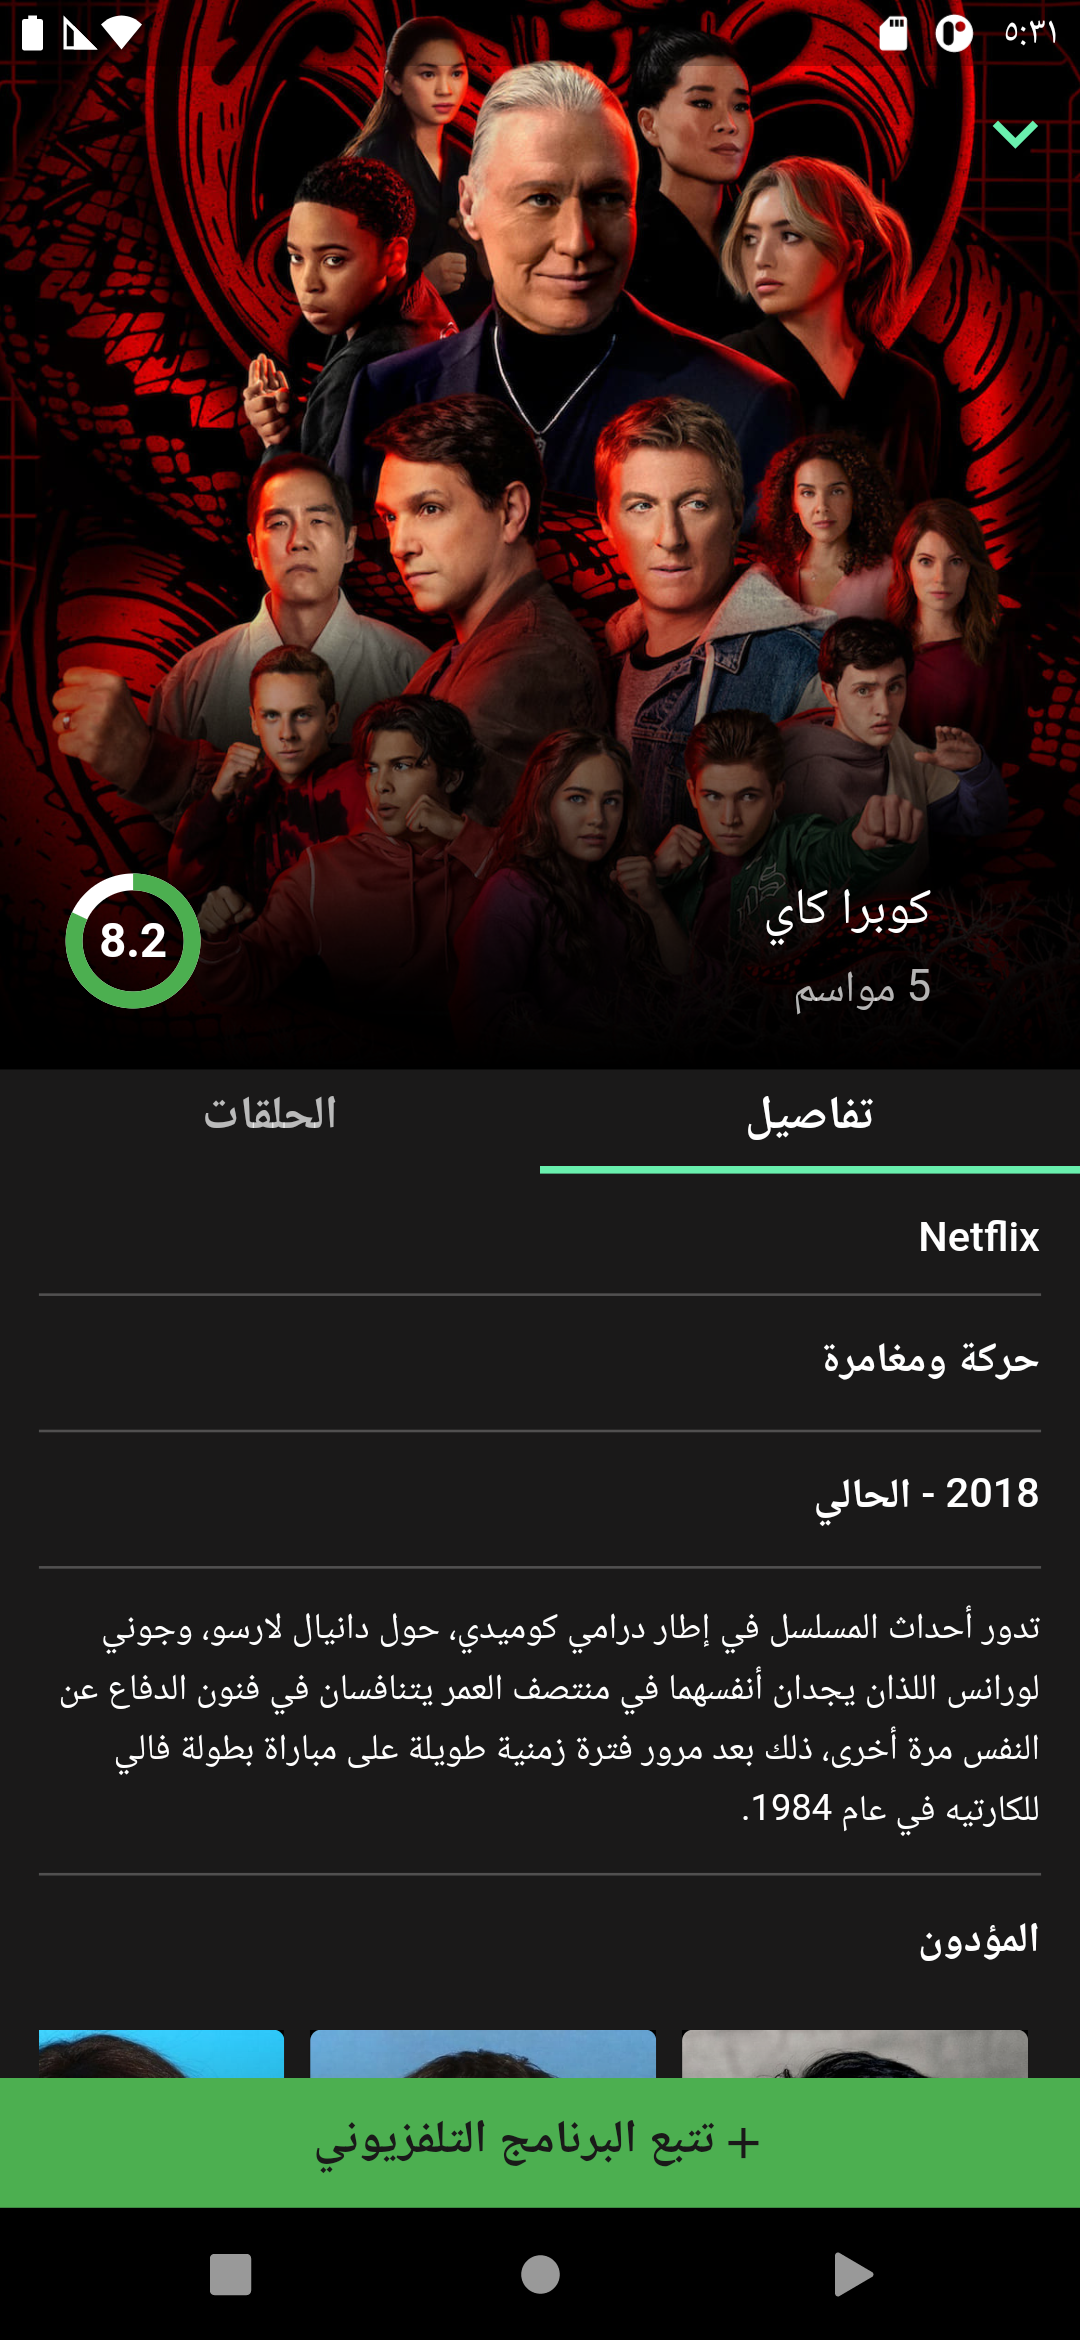 ٥:٣١
كوبرا كاي
5 مواسم
8.2
تفاصيل
الحلقات
Netflix
حركة ومغامرة
2018 - الحالي
تدور أحداث المسلسل في إطار درامي كوميدي، حول دانيال لارسو، وجوني
لورانس اللذان يجدان أنفسهما في منتصف العمر يتنافسان في فنون الدفاع عن
النفس مرة أخرى، ذلك بعد مرور فترة زمنية طويلة على مباراة بطولة فالي
للكارتيه في عام 1984.
المؤدون
+ تتبع البرنامج التلفزيوني